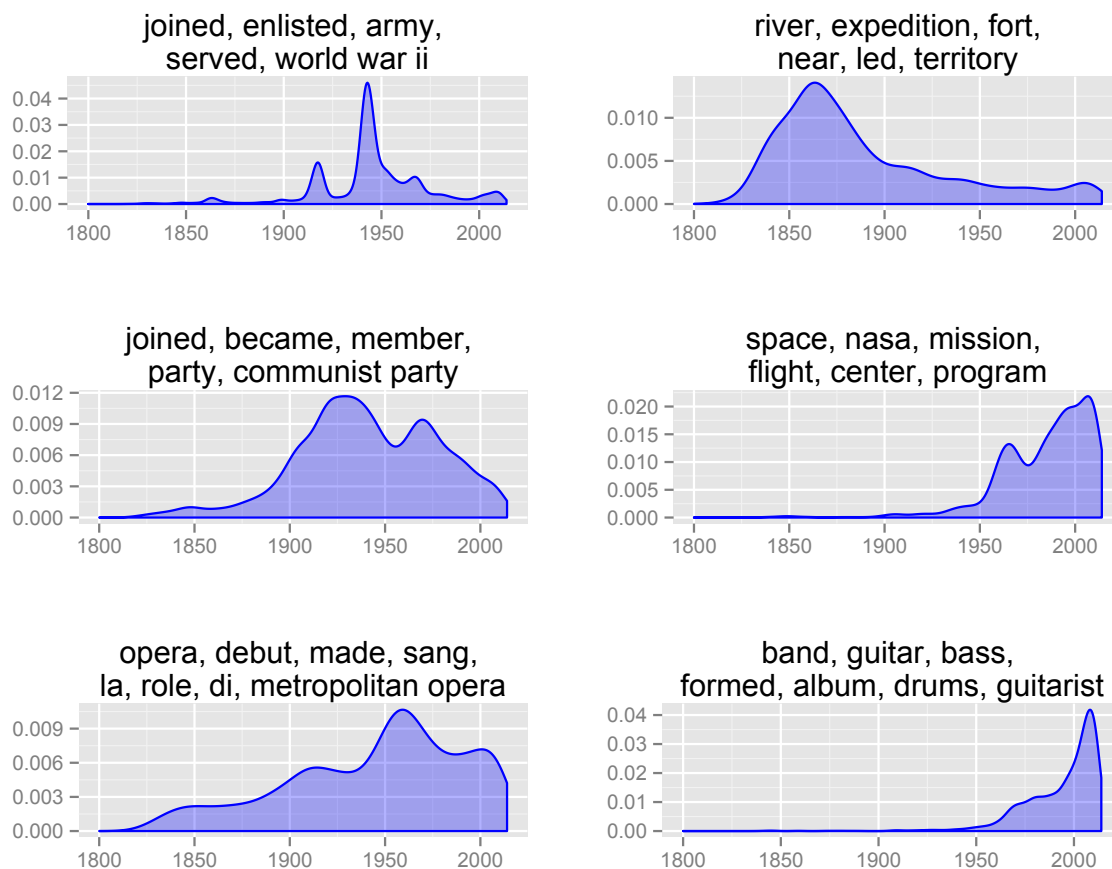 joined, enlisted, army,
served, world war ii
0.04
0.03
0.02
0.01
0.00
1800 1850 1900 1950 2000
river, expedition, fort,
near, led, territory
0.010
0.005
0.000
1800 1850 1900 1950 2000
joined, became, member,
party, communist party
0.012
0.009
0.006
0.003
0.000
1800 1850 1900 1950 2000
space, nasa, mission,
flight, center, program
0.020
0.015
0.010
0.005
0.000
1800 1850 1900 1950 2000
opera, debut, made, sang,
la, role, di, metropolitan opera
0.009
0.006
0.003
0.000
1800 1850 1900 1950 2000
band, guitar, bass,
formed, album, drums, guitarist
0.04
0.03
0.02
0.01
0.00
1800 1850 1900 1950 2000